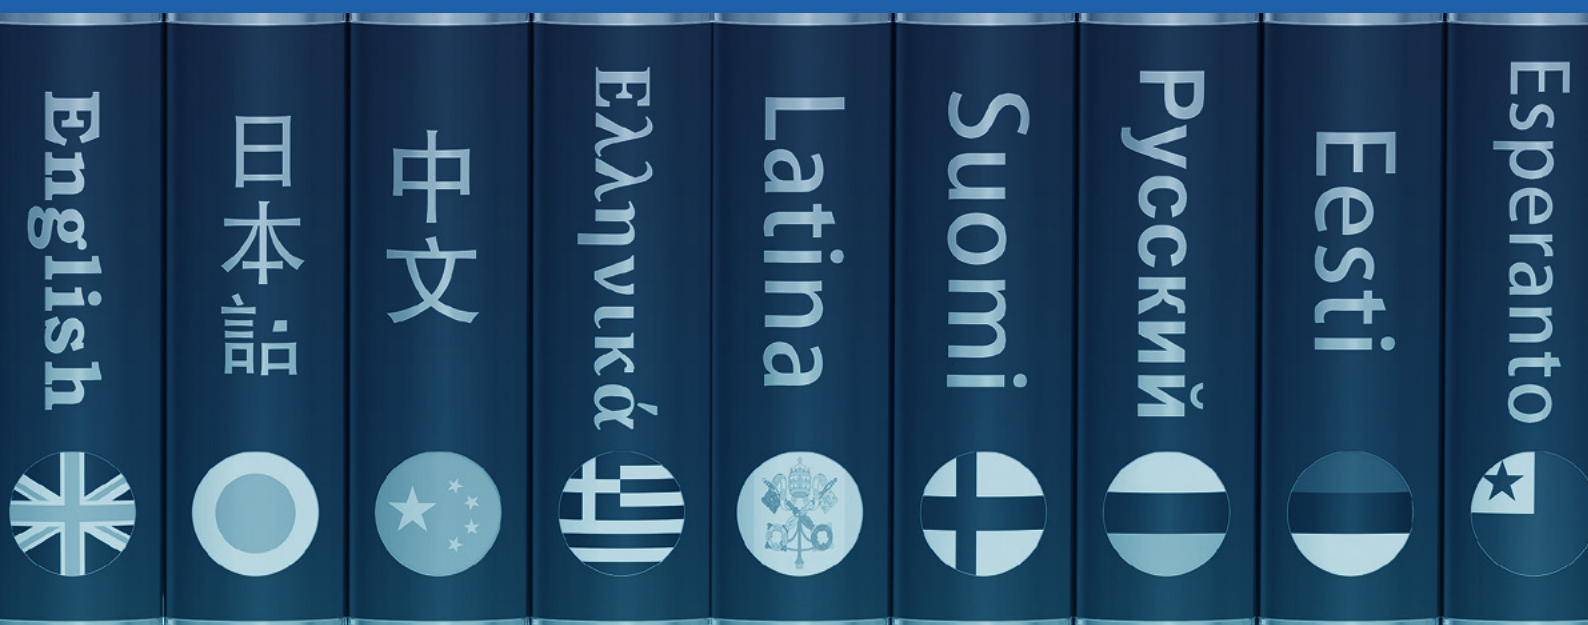 English
日本語
中文
Ελληνικά
Latina
Suomi
Русский
Eesti
Esperanto